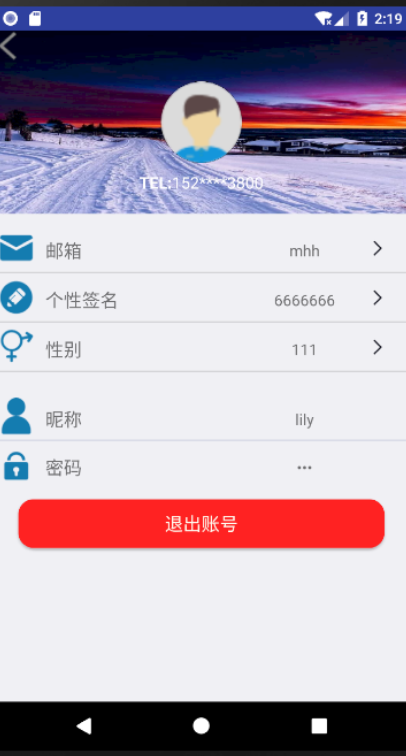 2:19
TEL:152****3800
邮箱 mhh
个性签名 6666666
性别 111
昵称 lily
密码 •••
退出账号